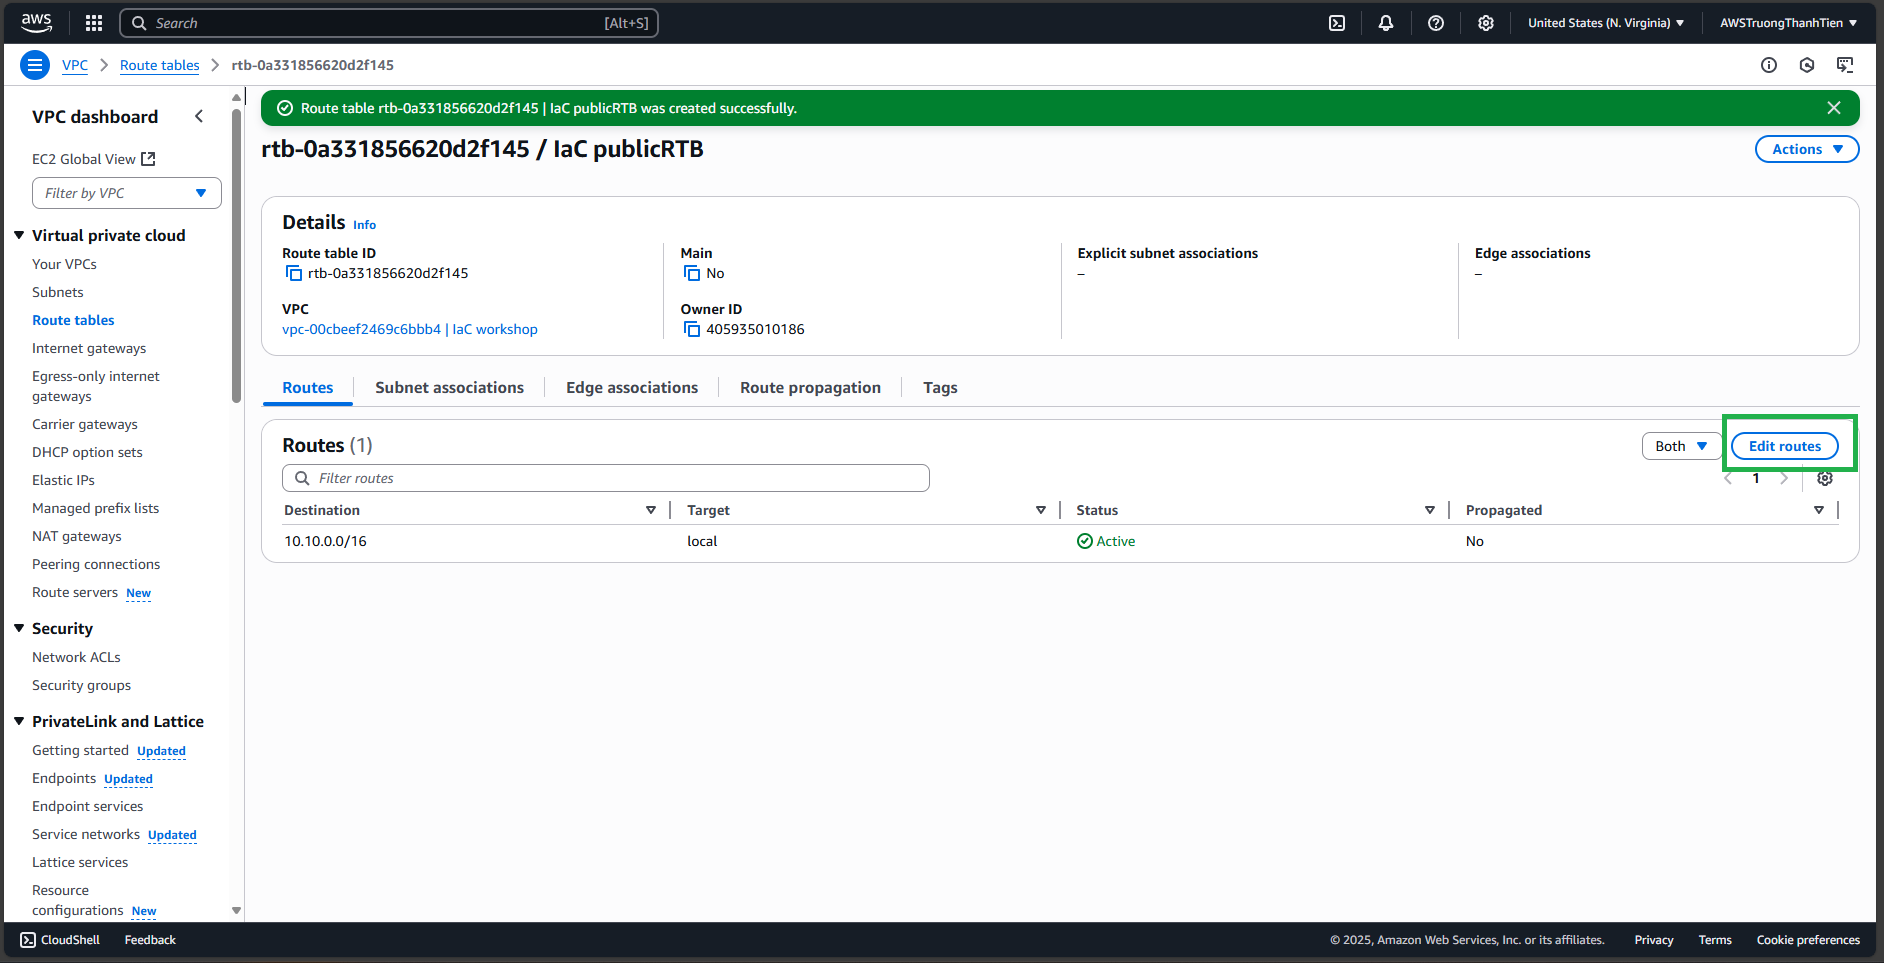 aws
Search [Alt+S]
United States (N. Virginia) AWSTruongThanhTien
VPC Route tables rtb-0a331856620d2f145
VPC dashboard
EC2 Global View
Filter by VPC
Virtual private cloud
Your VPCs
Subnets
Route tables
Internet gateways
Egress-only internet
gateways
Carrier gateways
DHCP option sets
Elastic IPs
Managed prefix lists
NAT gateways
Peering connections
Route servers New
Security
Network ACLs
Security groups
PrivateLink and Lattice
Getting started Updated
Endpoints Updated
Endpoint services
Service networks Updated
Lattice services
Resource
configurations New
Route table rtb-0a331856620d2f145 | IaC publicRTB was created successfully.
rtb-0a331856620d2f145 / IaC publicRTB
Actions
Details Info
Route table ID
rtb-0a331856620d2f145
Main
No
Explicit subnet associations
–
Edge associations
–
VPC
vpc-00cbeef2469c6bbb4 | IaC workshop
Owner ID
405935010186
Routes Subnet associations Edge associations Route propagation Tags
Routes (1)
Both Edit routes
Filter routes
1
Destination Target Status Propagated
10.10.0.0/16 local Active No
CloudShell Feedback
© 2025, Amazon Web Services, Inc. or its affiliates. Privacy Terms Cookie preferences